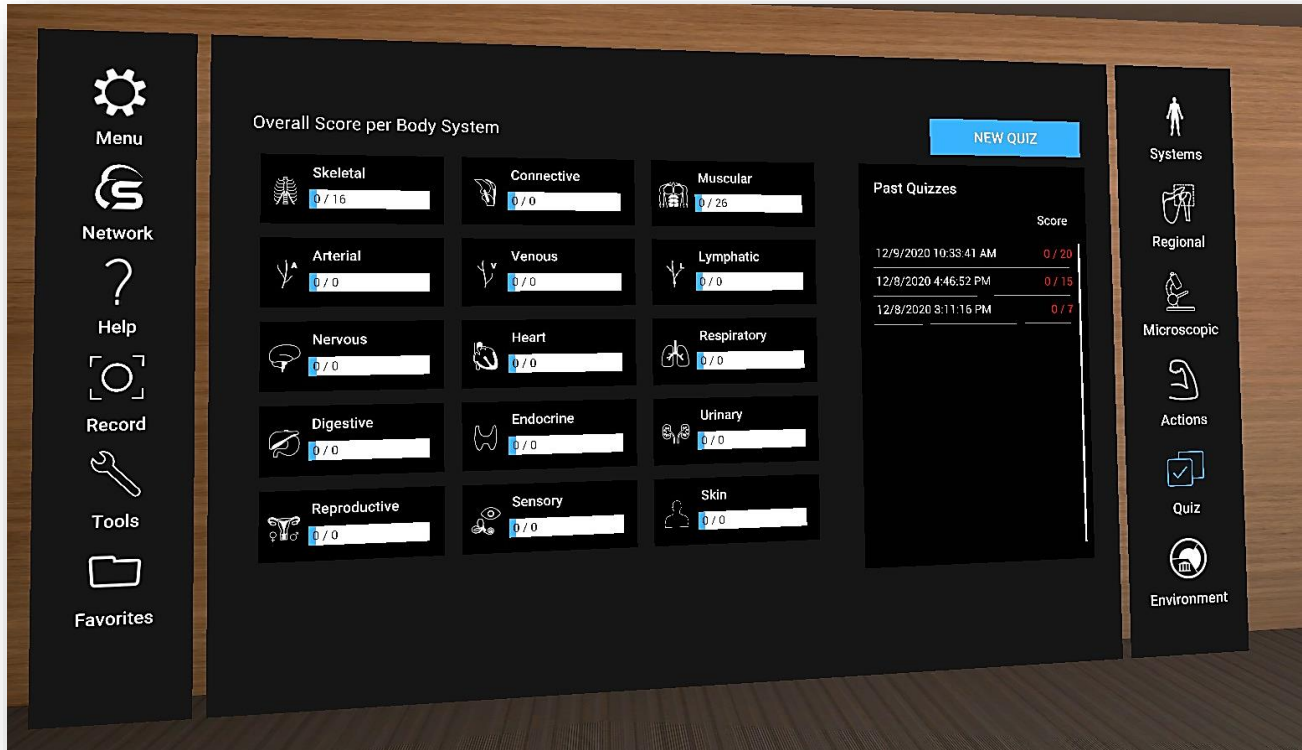 Menu
Network
Help
Record
Tools
Favorites
Overall Score per Body System
Skeletal
0 / 16
Connective
0 / 0
Muscular
0 / 26
Arterial
0 / 0
Venous
0 / 0
Lymphatic
0 / 0
Nervous
0 / 0
Heart
0 / 0
Respiratory
0 / 0
Digestive
0 / 0
Endocrine
0 / 0
Urinary
0 / 0
Reproductive
0 / 0
Sensory
0 / 0
Skin
0 / 0
NEW QUIZ
Past Quizzes
Score
12/9/2020 10:33:41 AM 0 / 20
12/8/2020 4:46:52 PM 0 / 15
12/8/2020 3:11:16 PM 0 / 7
Systems
Regional
Microscopic
Actions
Quiz
Environment